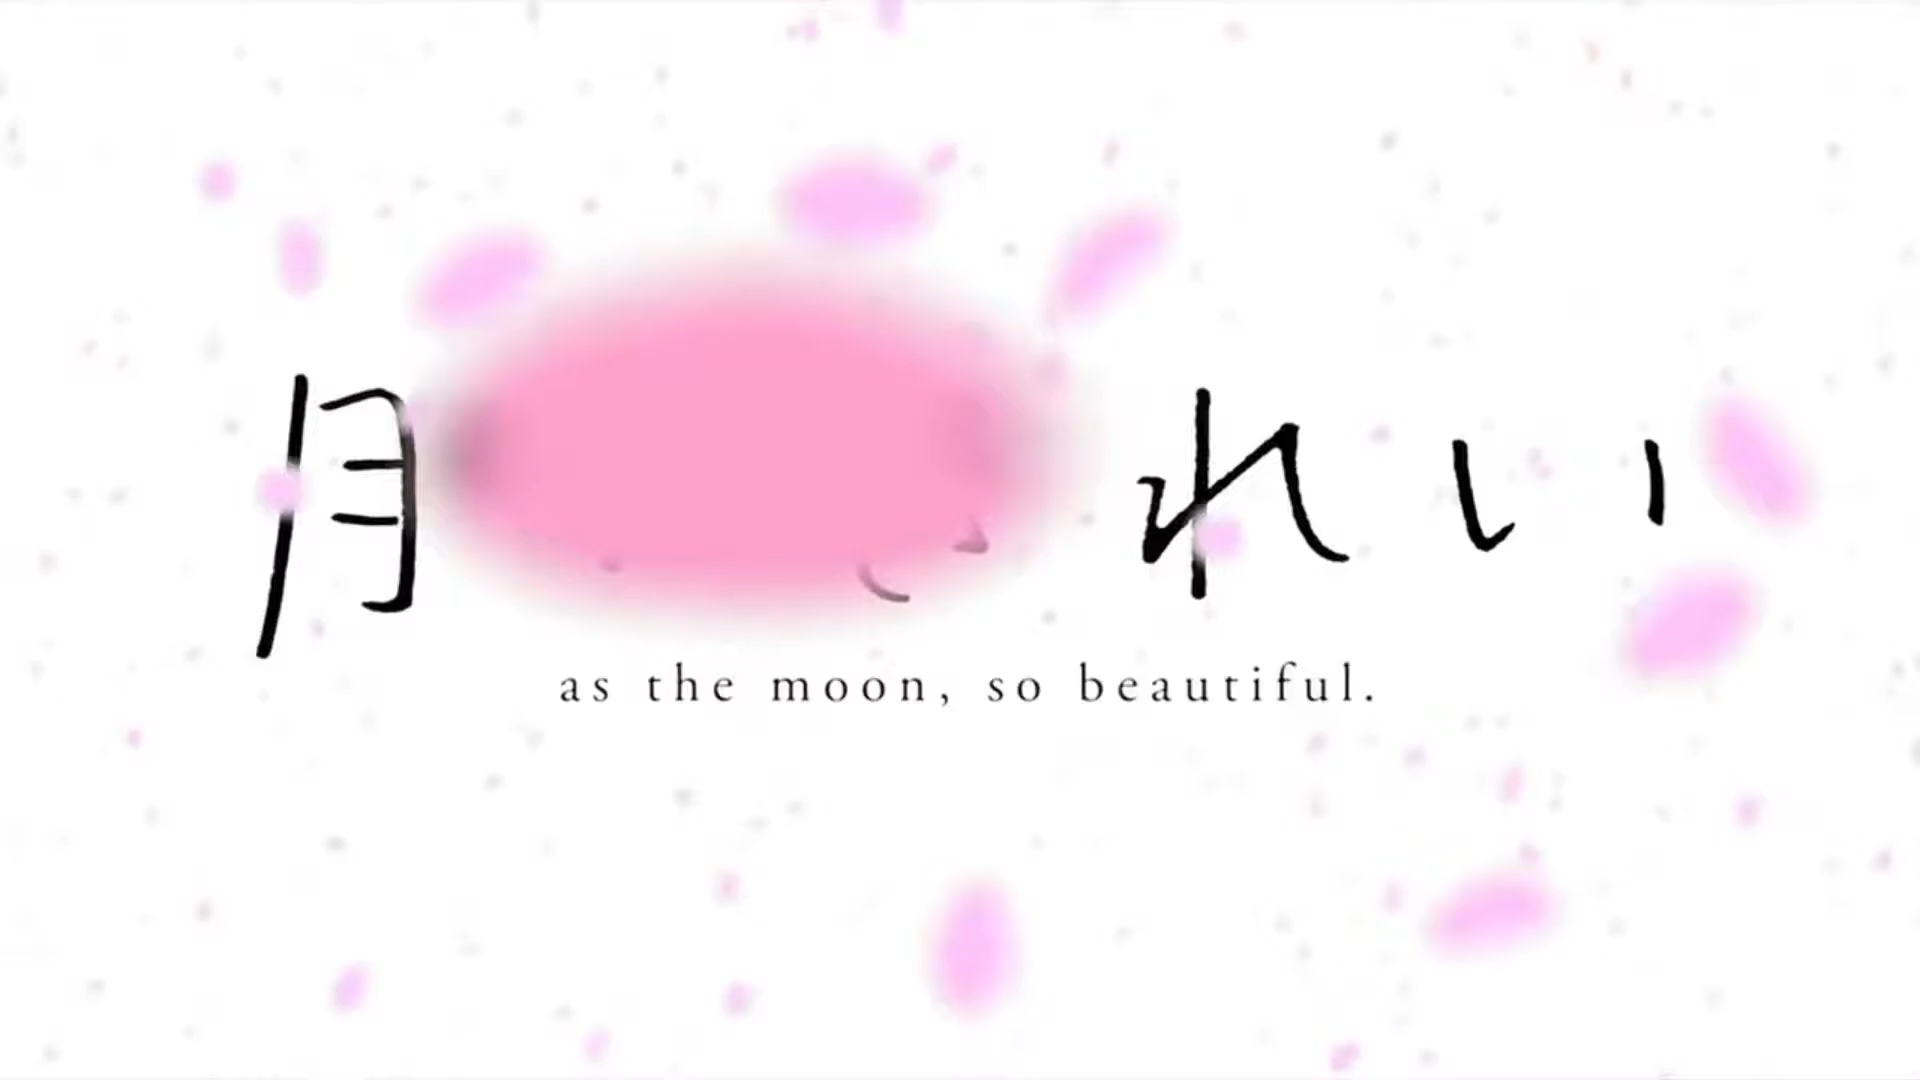 月 れい
as the moon, so beautiful.